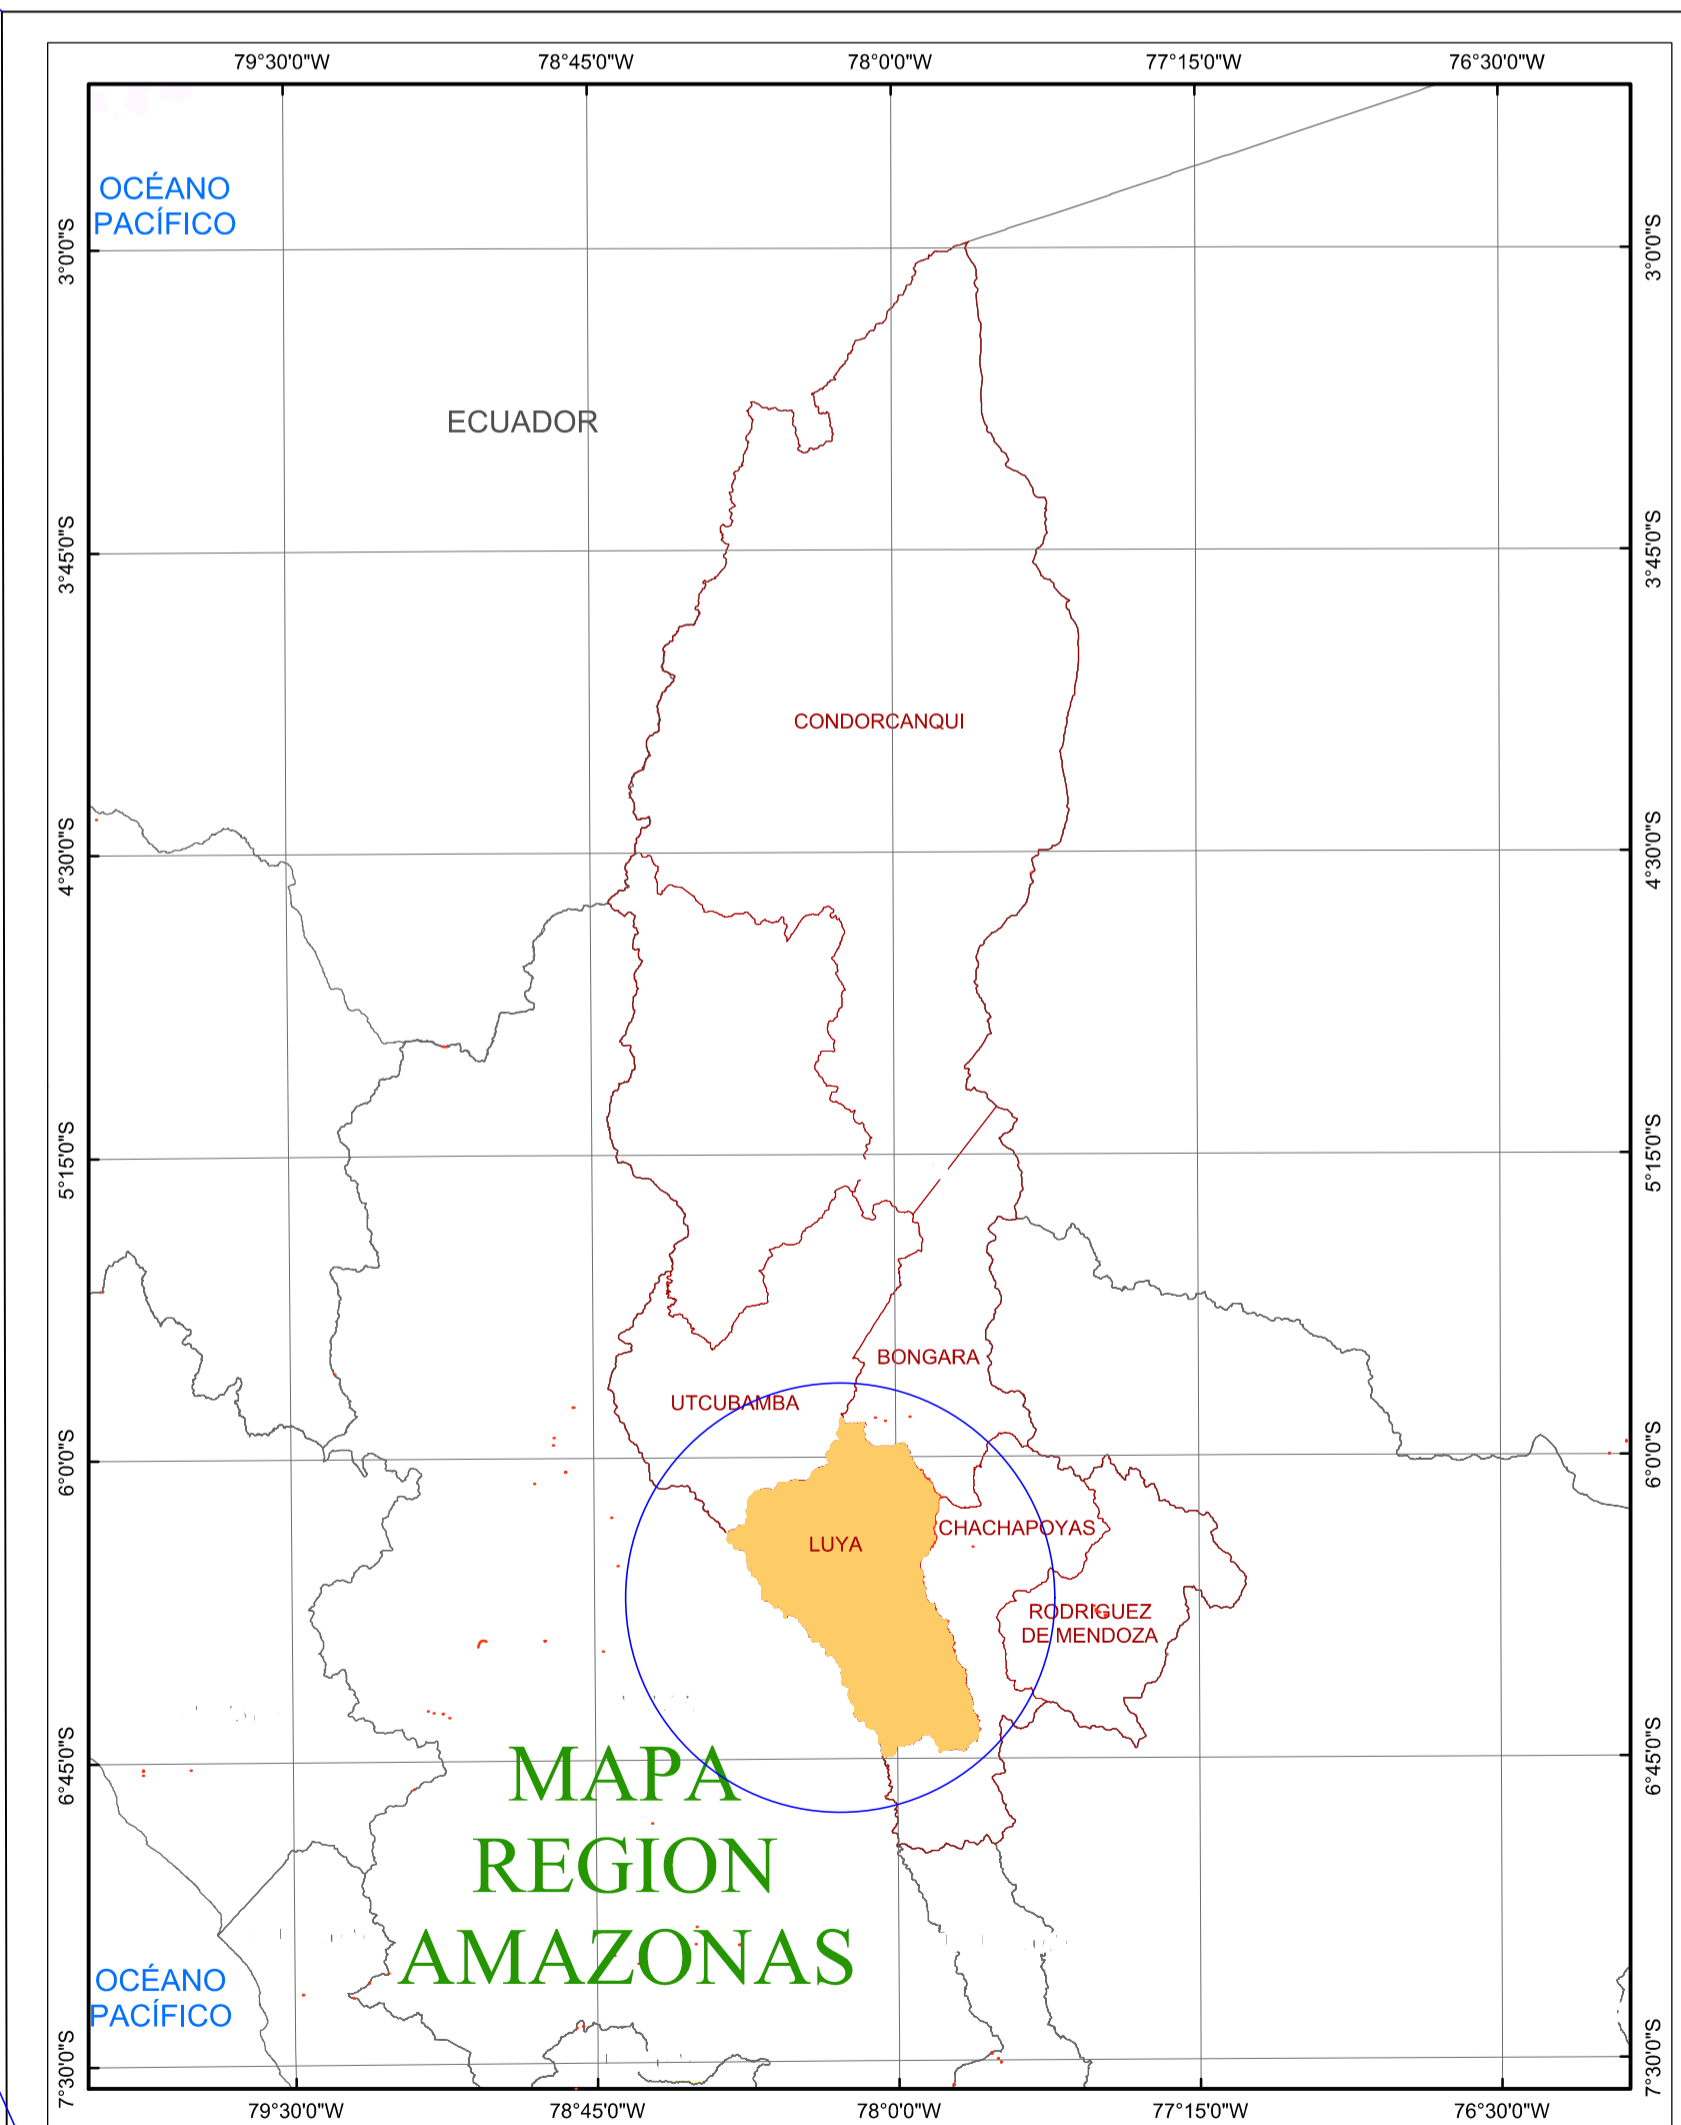 79°30'0"W 78°45'0"W 78°0'0"W 77°15'0"W 76°30'0"W
OCÉANO
PACÍFICO
3°0'0"S 3°0'0"S
ECUADOR
3°45'0"S 3°45'0"S
CONDORCANQUI
4°30'0"S 4°30'0"S
5°15'0"S 5°15'0"S
BONGARA
UTCUBAMBA
6°0'0"S 6°0'0"S
CHACHAPOYAS
LUYA
RODRIGUEZ
DE MENDOZA
6°45'0"S 6°45'0"S
MAPA
REGION
AMAZONAS
OCÉANO
PACÍFICO
7°30'0"S 7°30'0"S
79°30'0"W 78°45'0"W 78°0'0"W 77°15'0"W 76°30'0"W